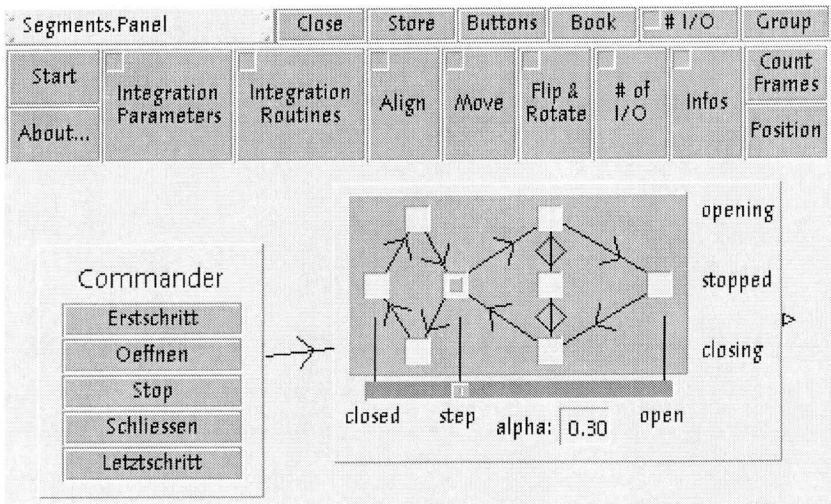 Segments.Panel Close Store Buttons Book # I/O Group
Start
About...
Integration
Parameters
Integration
Routines
Align
Move
Flip &
Rotate
# of
I/O
Infos
Count
Frames
Position
Commander
Erstschritt
Oeffnen
Stop
Schliessen
Letztschritt
opening
stopped
closing
closed step open
alpha: 0.30